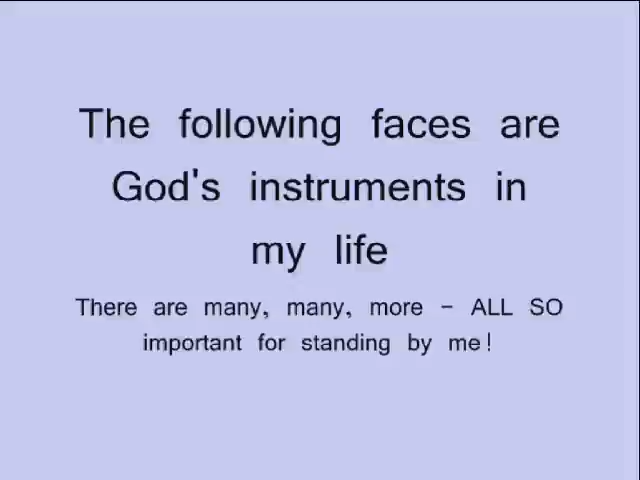 The following faces are
God's instruments in
my life
There are many, many, more - ALL SO
important for standing by me!